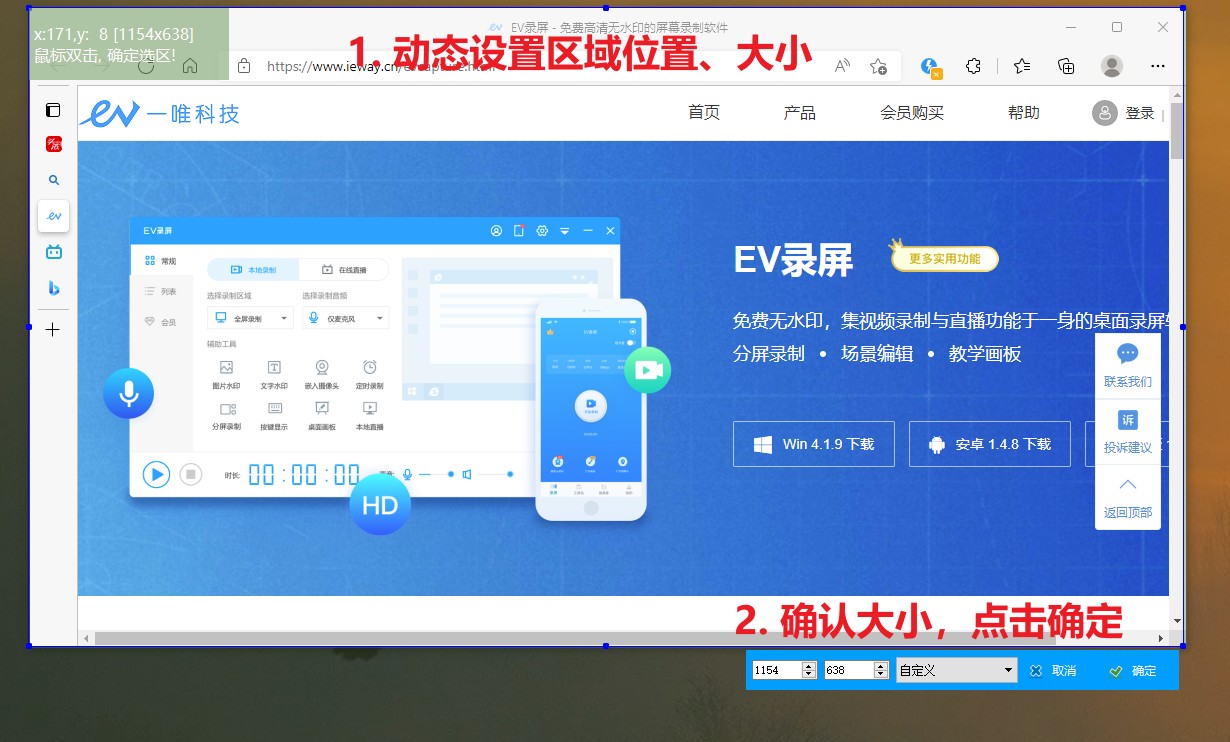 x:171,y: 8 [1154x638]
鼠标双击, 确定选区!
EV录屏 - 免费高清无水印的屏幕录制软件
1. 动态设置区域位置、大小
https://www.ieway.cn/evcapture.html
ev 一唯科技
首页
产品
会员购买
帮助
登录
EV录屏
常规
列表
会员
本地录制
在线直播
选择录制区域
选择录制音频
全屏录制
仅麦克风
辅助工具
图片水印
文字水印
嵌入摄像头
定时录制
分屏录制
按键显示
桌面画板
本地直播
时长:
00:00:00
HD
EV录屏
更多实用功能
免费无水印，集视频录制与直播功能于一身的桌面录屏软
分屏录制 • 场景编辑 • 教学画板
Win 4.1.9 下载
安卓 1.4.8 下载
联系我们
诉
投诉建议
返回顶部
2. 确认大小，点击确定
1154
638
自定义
取消
确定